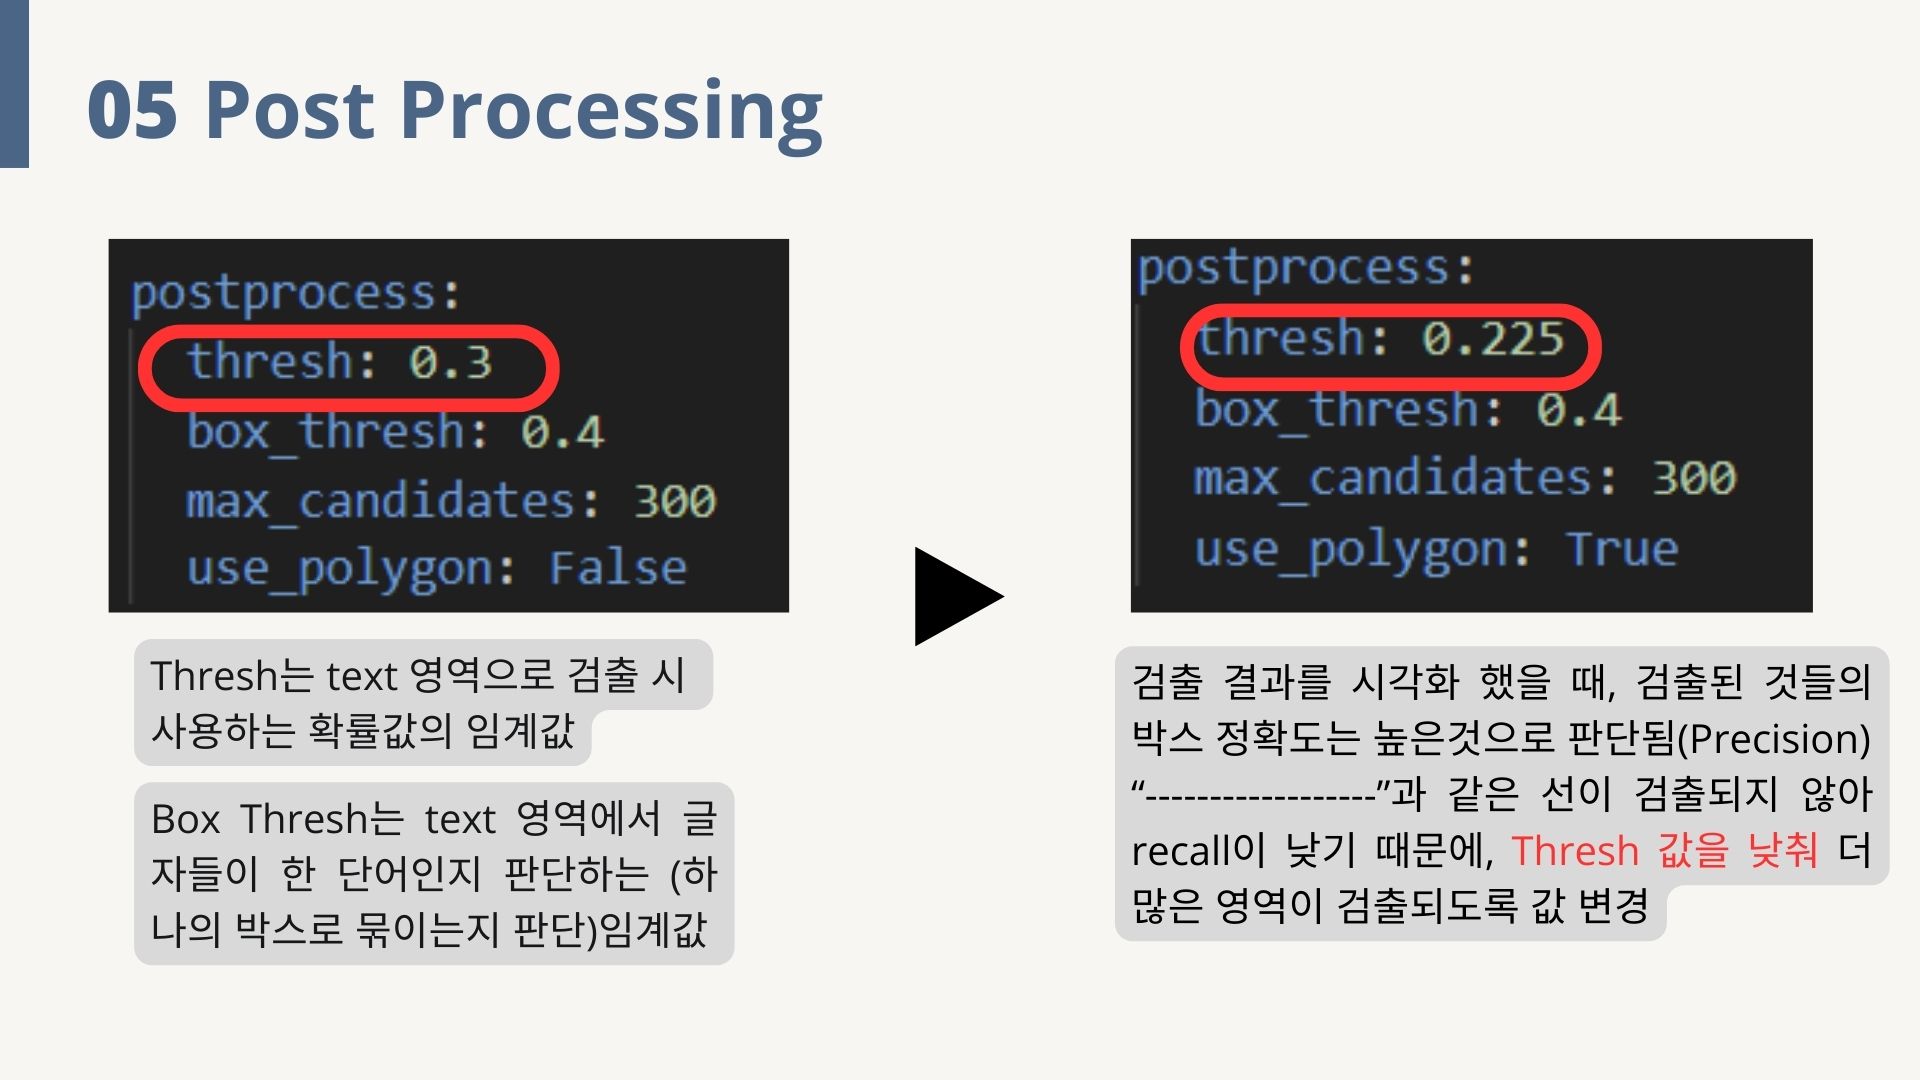 05 Post Processing
postprocess:
thresh: 0.3
box_thresh: 0.4
max_candidates: 300
use_polygon: False
Thresh는 text 영역으로 검출 시
사용하는 확률값의 임계값
Box Thresh는 text 영역에서 글
자들이 한 단어인지 판단하는 (하
나의 박스로 묶이는지 판단)임계값
postprocess:
thresh: 0.225
box_thresh: 0.4
max_candidates: 300
use_polygon: True
검출 결과를 시각화 했을 때, 검출된 것들의
박스 정확도는 높은것으로 판단됨(Precision)
“------------------”과 같은 선이 검출되지 않아
recall이 낮기 때문에, Thresh 값을 낮춰 더
많은 영역이 검출되도록 값 변경